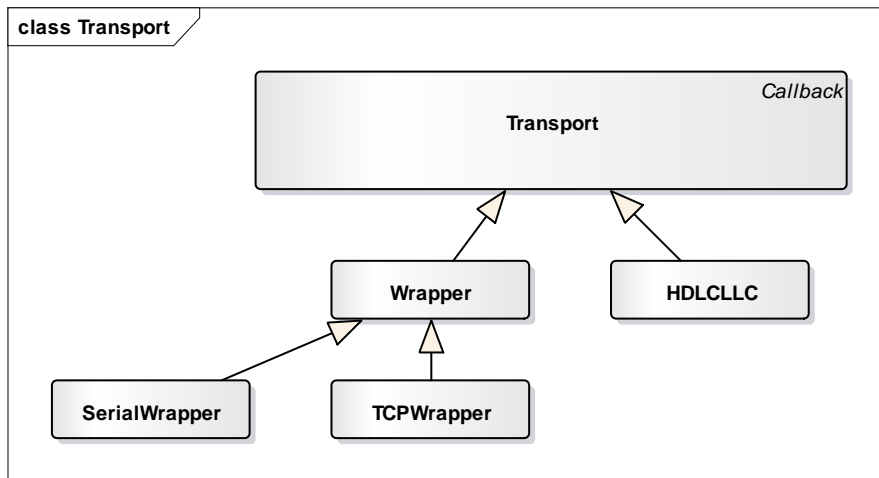 class Transport
Callback
Transport
Wrapper
HDLCLLC
SerialWrapper
TCPWrapper